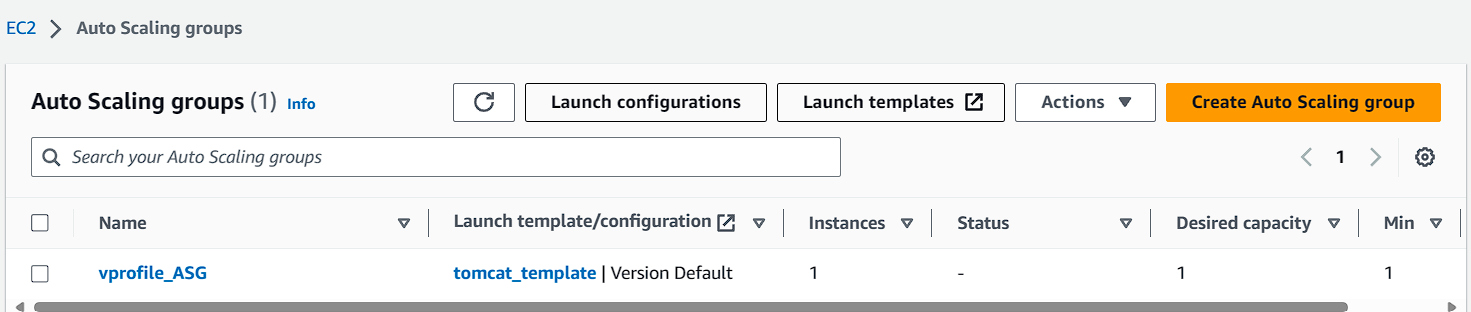 EC2 > Auto Scaling groups
Auto Scaling groups (1) Info Launch configurations Launch templates Actions Create Auto Scaling group
Search your Auto Scaling groups 1
Name Launch template/configuration Instances Status Desired capacity Min
vprofile_ASG tomcat_template | Version Default 1 - 1 1